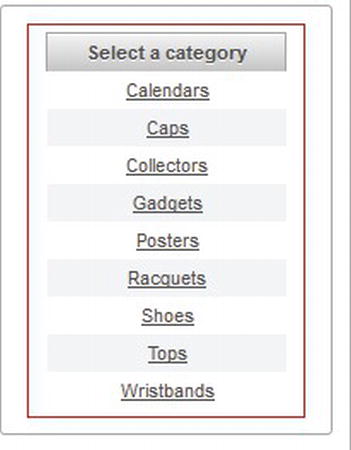 Select a category
Calendars
Caps
Collectors
Gadgets
Posters
Racquets
Shoes
Tops
Wristbands